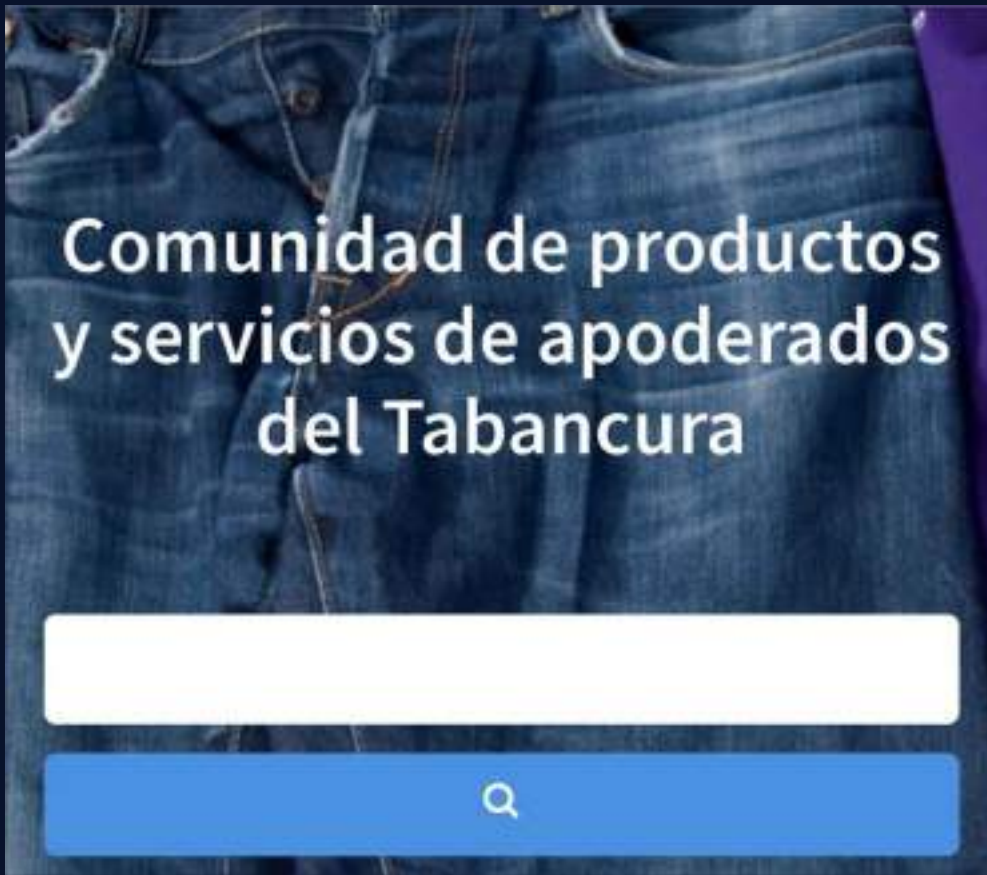 Comunidad de productos
y servicios de apoderados
del Tabancura